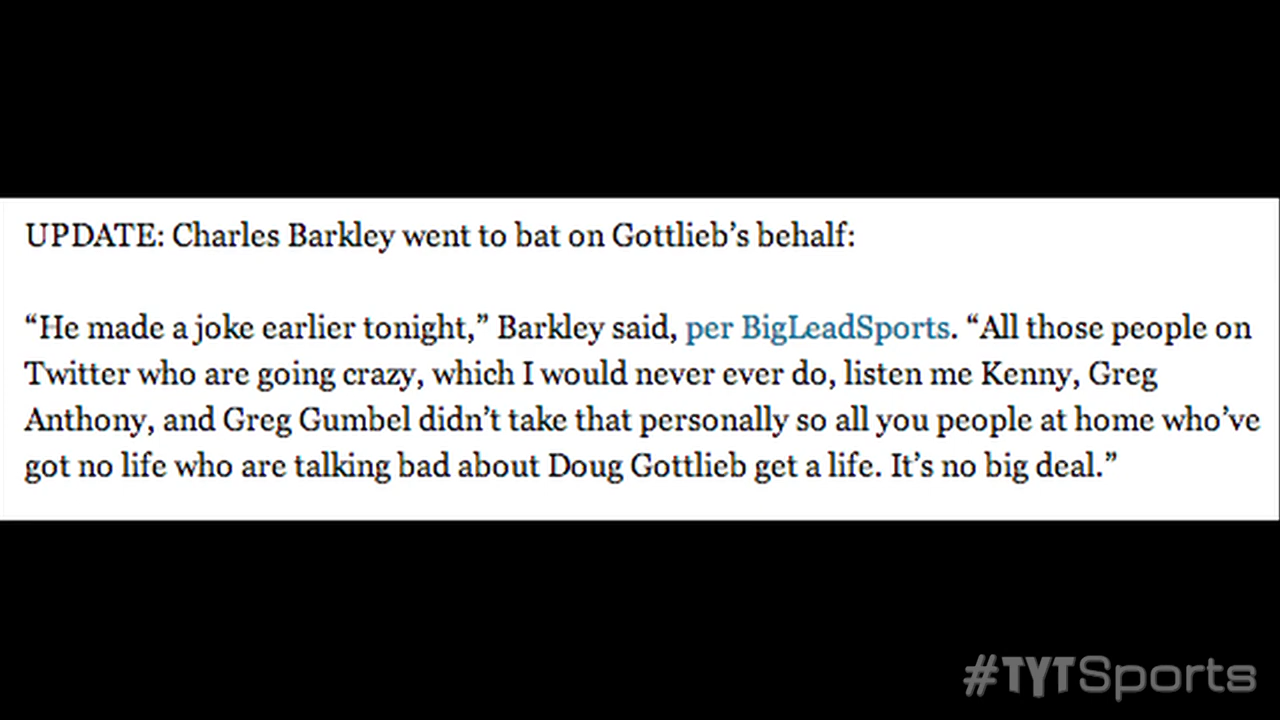 UPDATE: Charles Barkley went to bat on Gottlieb’s behalf:
“He made a joke earlier tonight,” Barkley said, per BigLeadSports. “All those people on
Twitter who are going crazy, which I would never ever do, listen me Kenny, Greg
Anthony, and Greg Gumbel didn’t take that personally so all you people at home who’ve
got no life who are talking bad about Doug Gottlieb get a life. It’s no big deal.”
#TYTSports